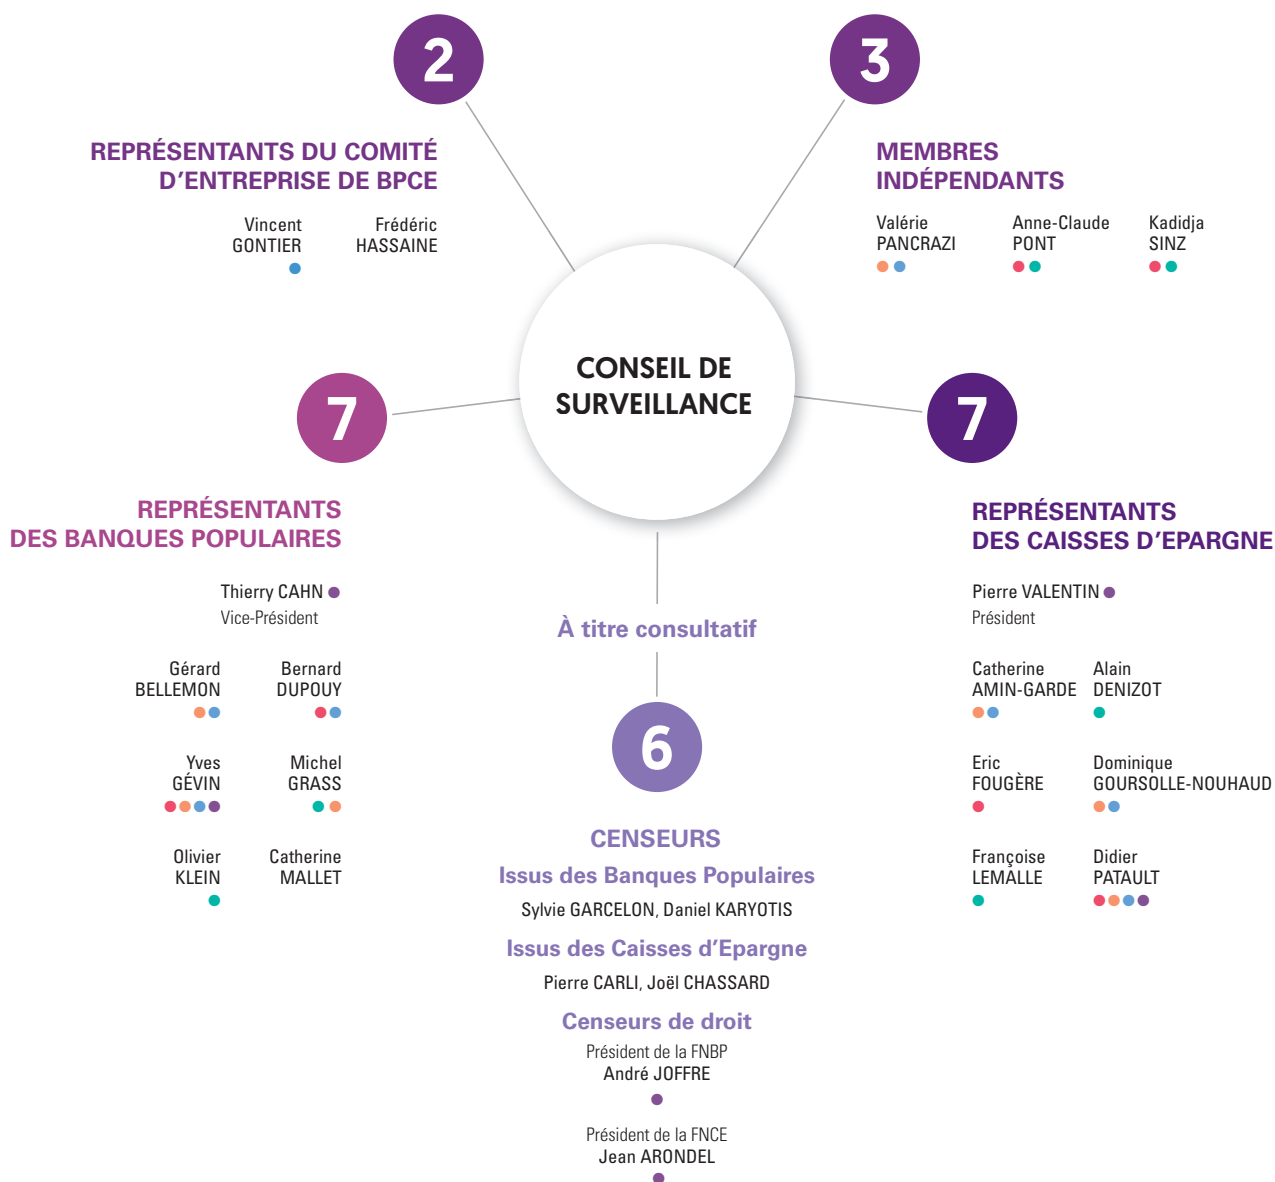 2
REPRÉSENTANTS DU COMITÉ
D’ENTREPRISE DE BPCE
Vincent
GONTIER
Frédéric
HASSAINE
3
MEMBRES
INDÉPENDANTS
Valérie
PANCRAZI
Anne-Claude
PONT
Kadidja
SINZ
CONSEIL DE
SURVEILLANCE
7
REPRÉSENTANTS
DES BANQUES POPULAIRES
Thierry CAHN
Vice-Président
Gérard
BELLEMON
Bernard
DUPOUY
Yves
GÉVIN
Michel
GRASS
Olivier
KLEIN
Catherine
MALLET
7
REPRÉSENTANTS
DES CAISSES D’EPARGNE
Pierre VALENTIN
Président
Catherine
AMIN-GARDE
Alain
DENIZOT
Eric
FOUGÈRE
Dominique
GOURSOLLE-NOUHAUD
Françoise
LEMALLE
Didier
PATAULT
À titre consultatif
6
CENSEURS
Issus des Banques Populaires
Sylvie GARCELON, Daniel KARYOTIS
Issus des Caisses d’Epargne
Pierre CARLI, Joël CHASSARD
Censeurs de droit
Président de la FNBP
André JOFFRE
Président de la FNCE
Jean ARONDEL